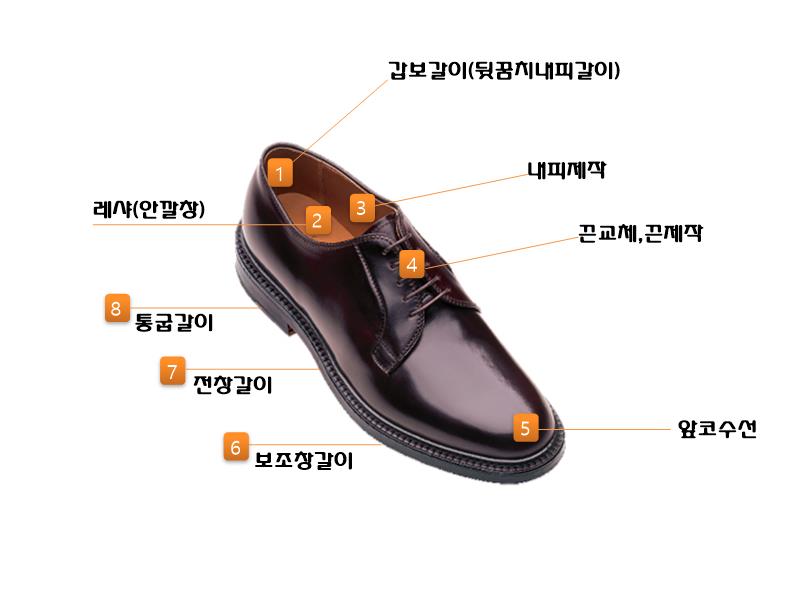 갑보갈이(뒷꿈치내피갈이)
1
내피제작
3
레샤(안깔창)
2
끈교체,끈제작
4
8
통굽갈이
7
전창갈이
5
앞코수선
6
보조창갈이